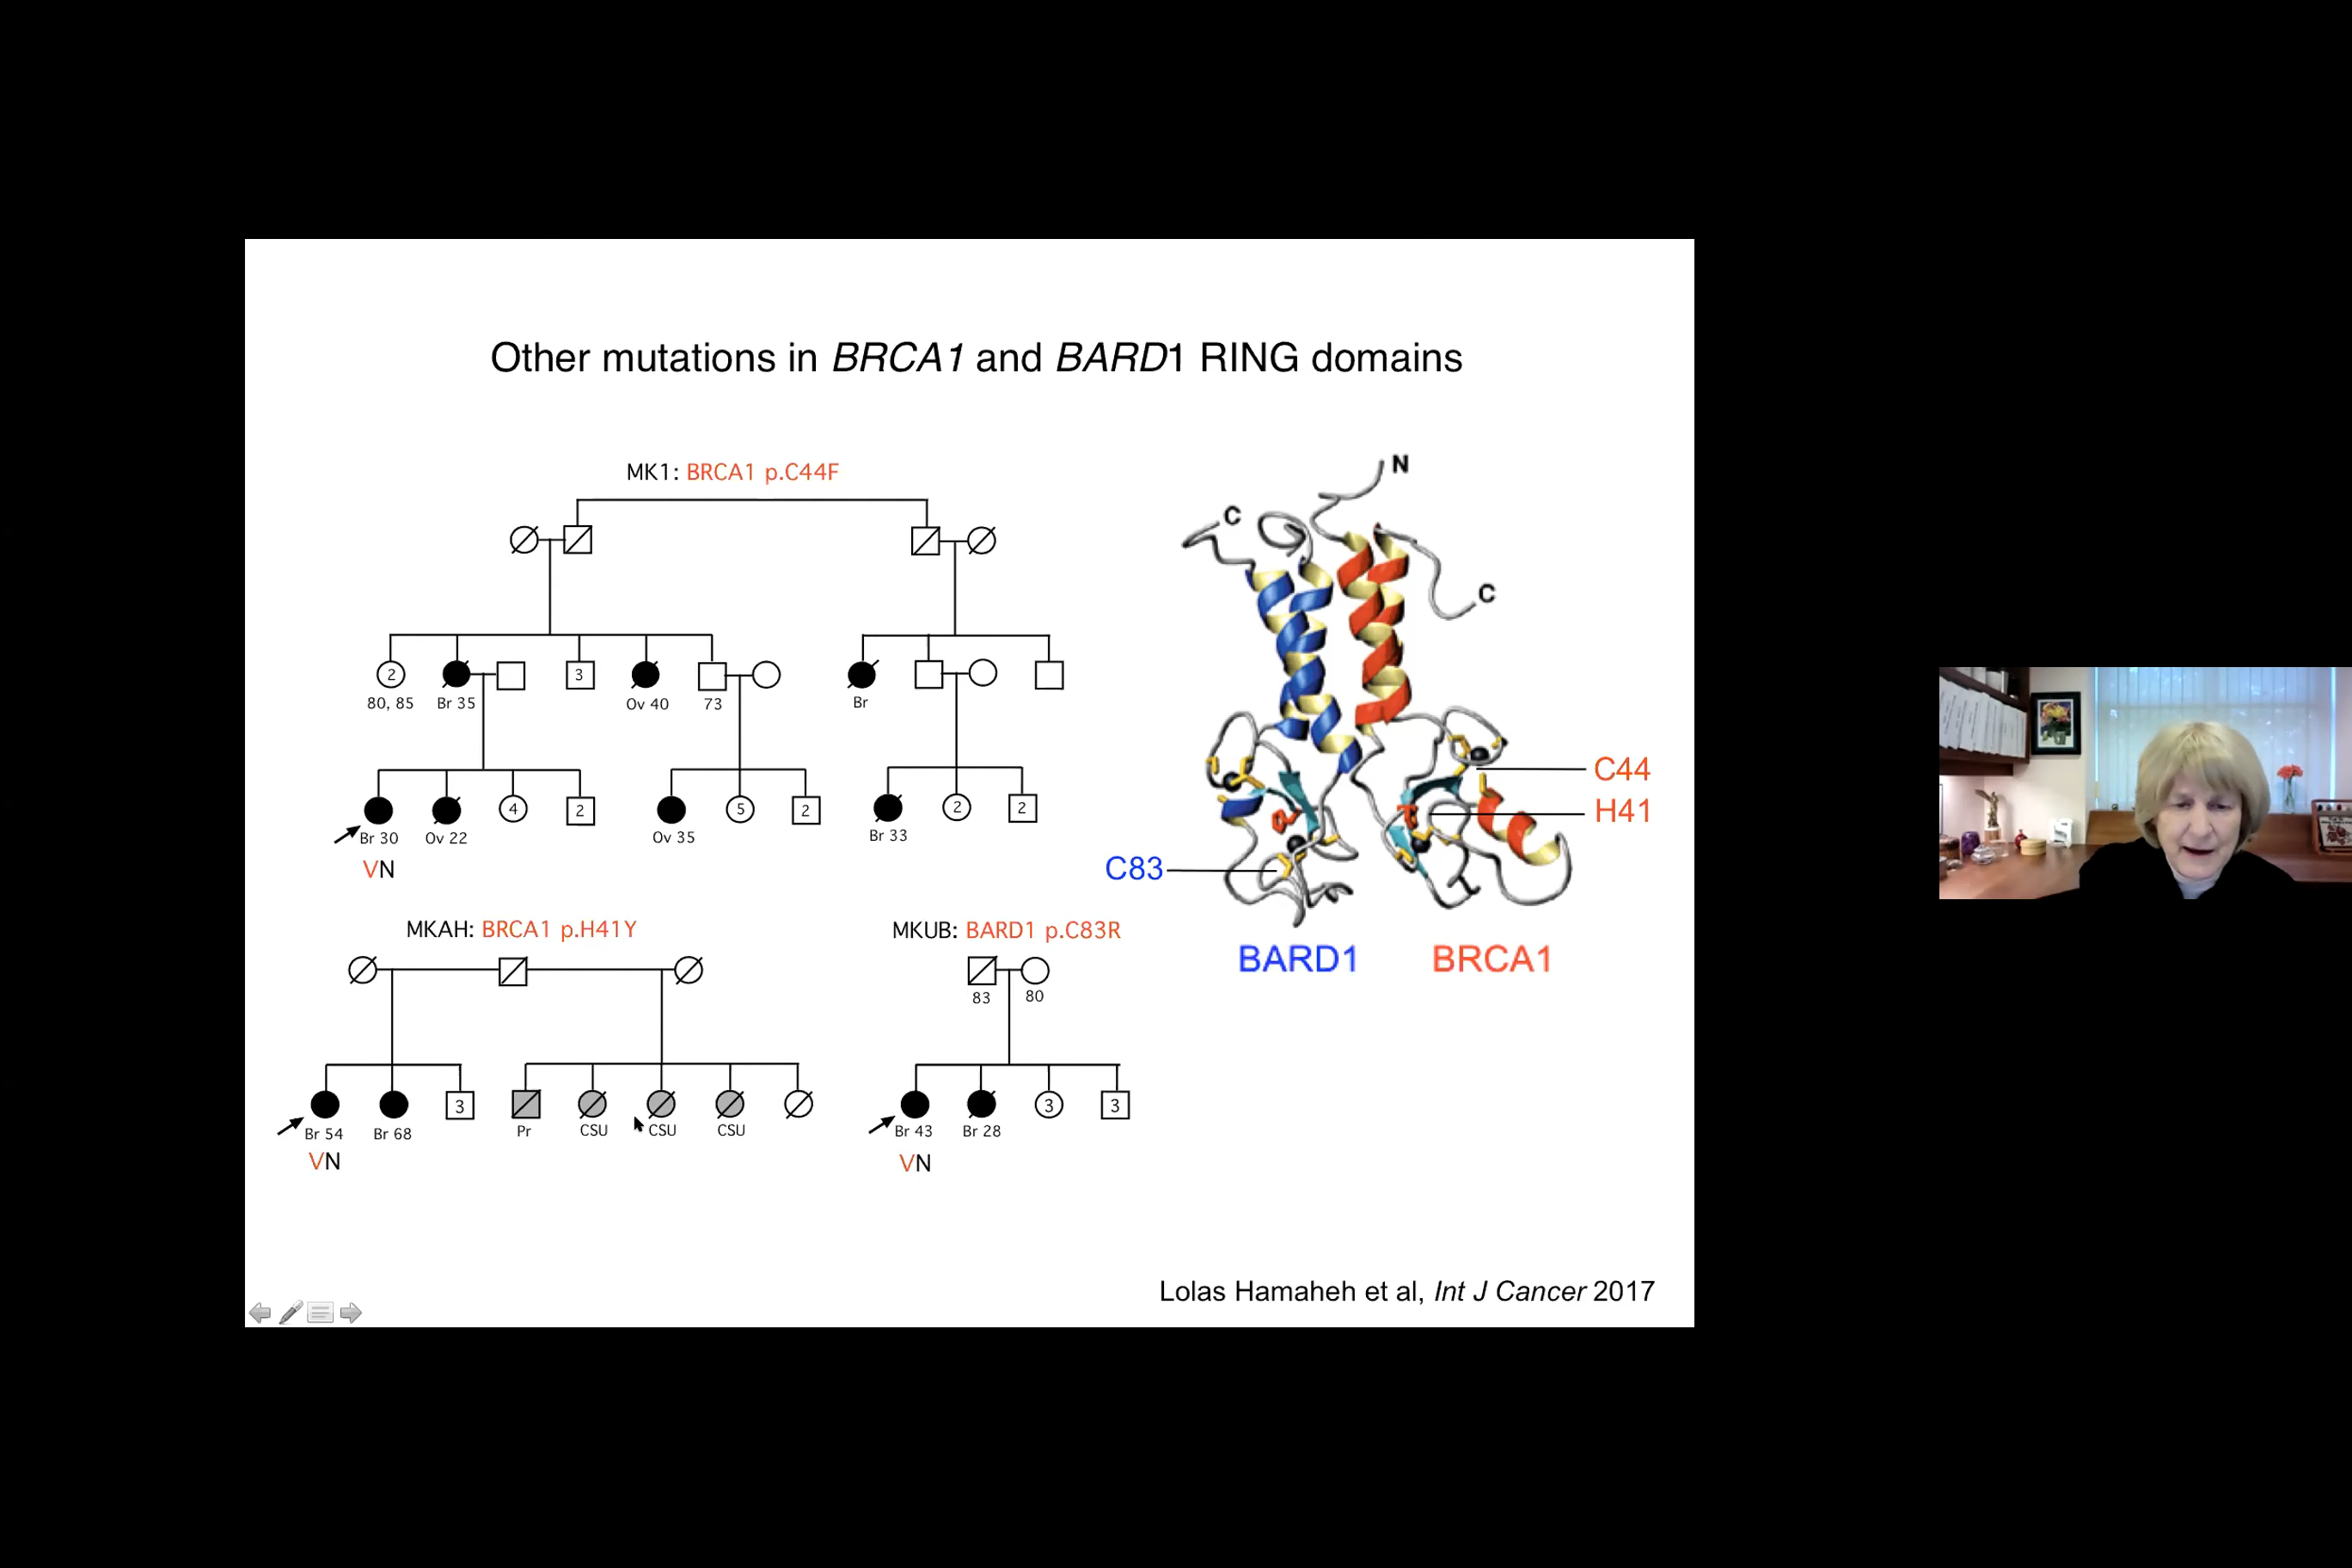 Other mutations in BRCA1 and BARD1 RING domains
MK1: BRCA1 p.C44F
2
3
80, 85
Br 35
Ov 40
73
Br
4
2
5
2
2
2
Br 30
Ov 22
Ov 35
Br 33
VN
MKAH: BRCA1 p.H41Y
3
Br 54
Br 68
Pr
CSU
CSU
CSU
VN
MKUB: BARD1 p.C83R
83
80
3
3
Br 43
Br 28
VN
N
C
C
C44
H41
C83
BARD1
BRCA1
Lolas Hamaheh et al, Int J Cancer 2017